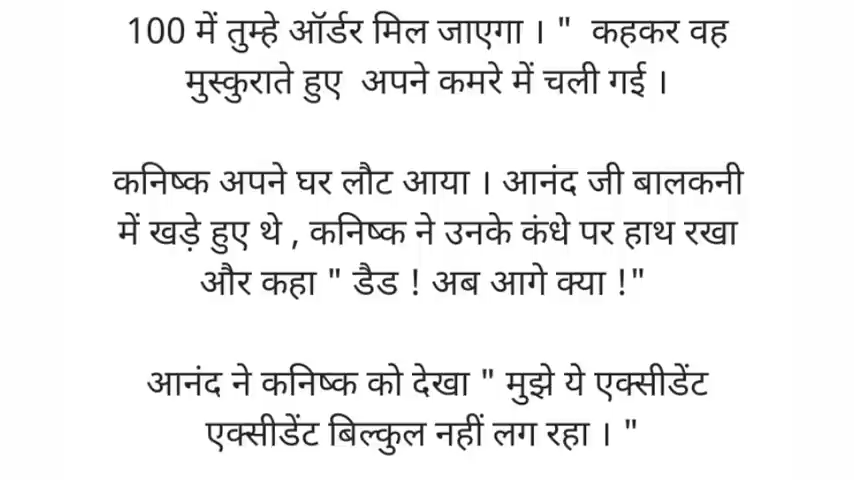 100 में तुम्हे ऑर्डर मिल जाएगा । " कहकर वह
मुस्कुराते हुए अपने कमरे में चली गई ।
कनिष्क अपने घर लौट आया । आनंद जी बालकनी
में खड़े हुए थे , कनिष्क ने उनके कंधे पर हाथ रखा
और कहा " डैड ! अब आगे क्या !"
आनंद ने कनिष्क को देखा " मुझे ये एक्सीडेंट
एक्सीडेंट बिल्कुल नहीं लग रहा । "